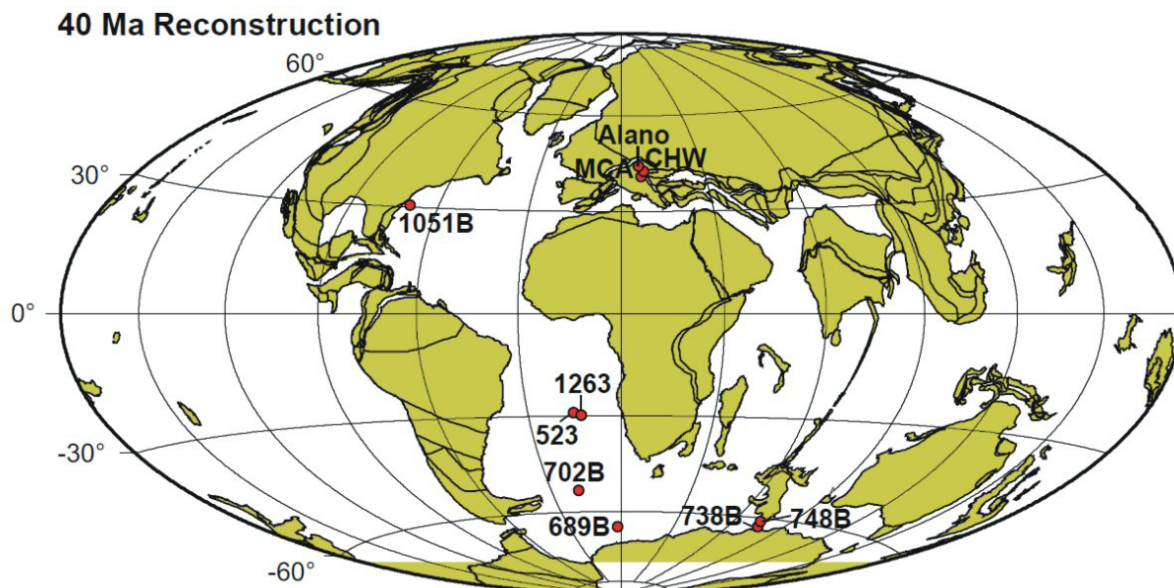 40 Ma Reconstruction
60°
Alano
MCA CHW
30°
1051B
0°
1263
523
-30°
702B
689B 738B 748B
-60°